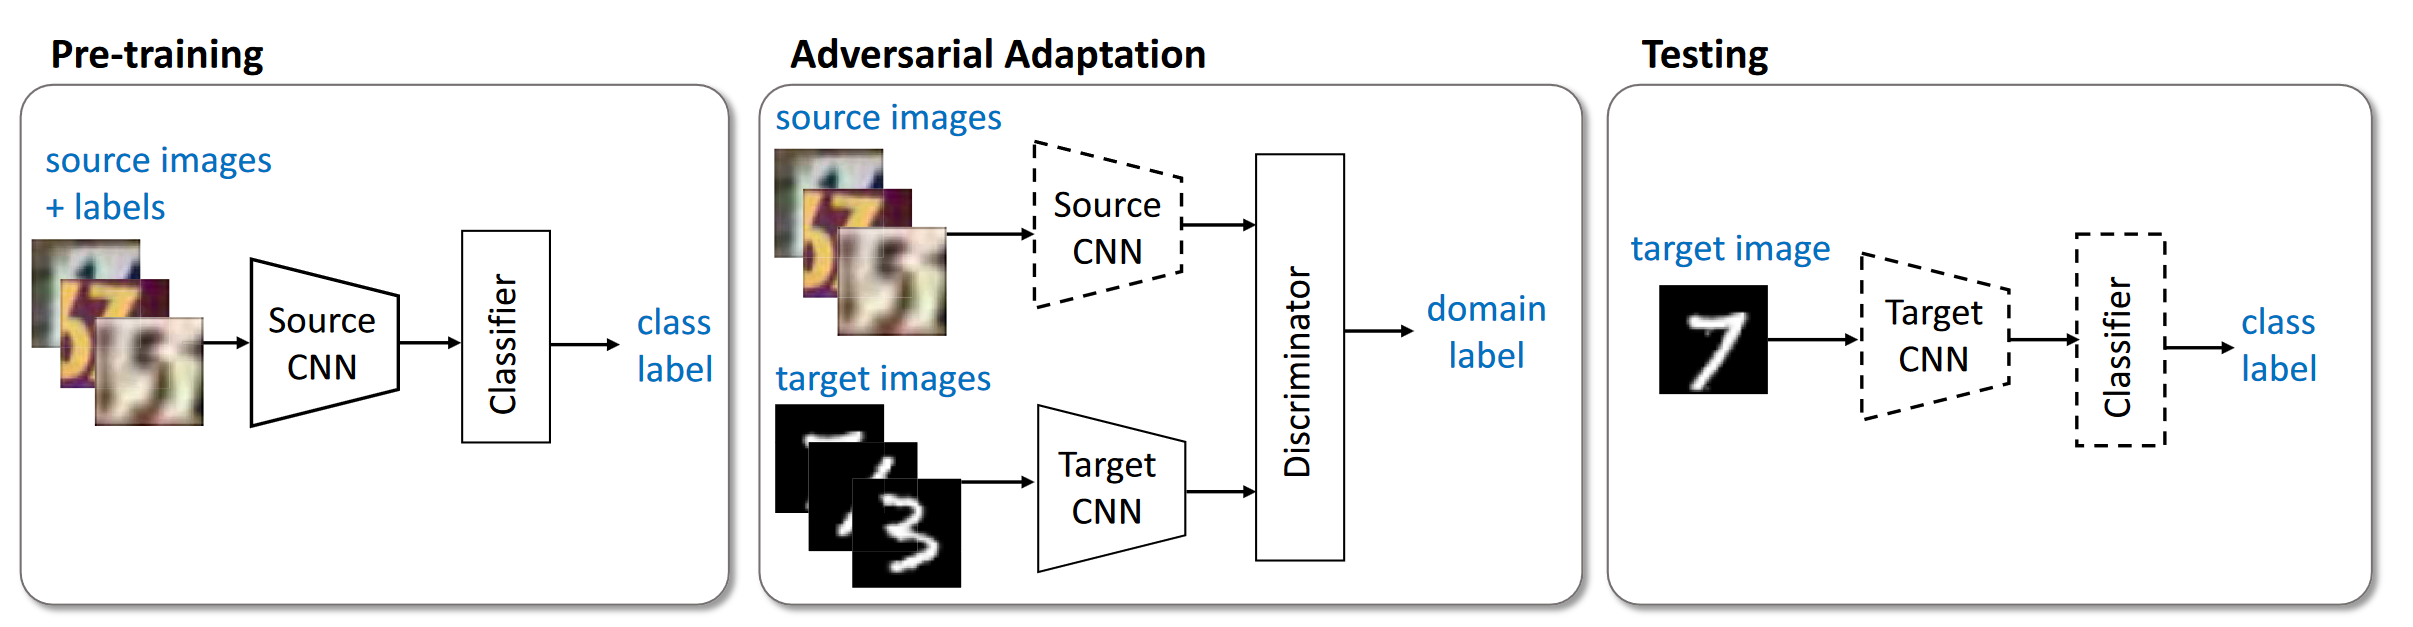 Pre-training
source images
+ labels
Source
CNN
Classifier
class
label
Adversarial Adaptation
source images
Source
CNN
target images
Target
CNN
Discriminator
domain
label
Testing
target image
7
Target
CNN
Classifier
class
label